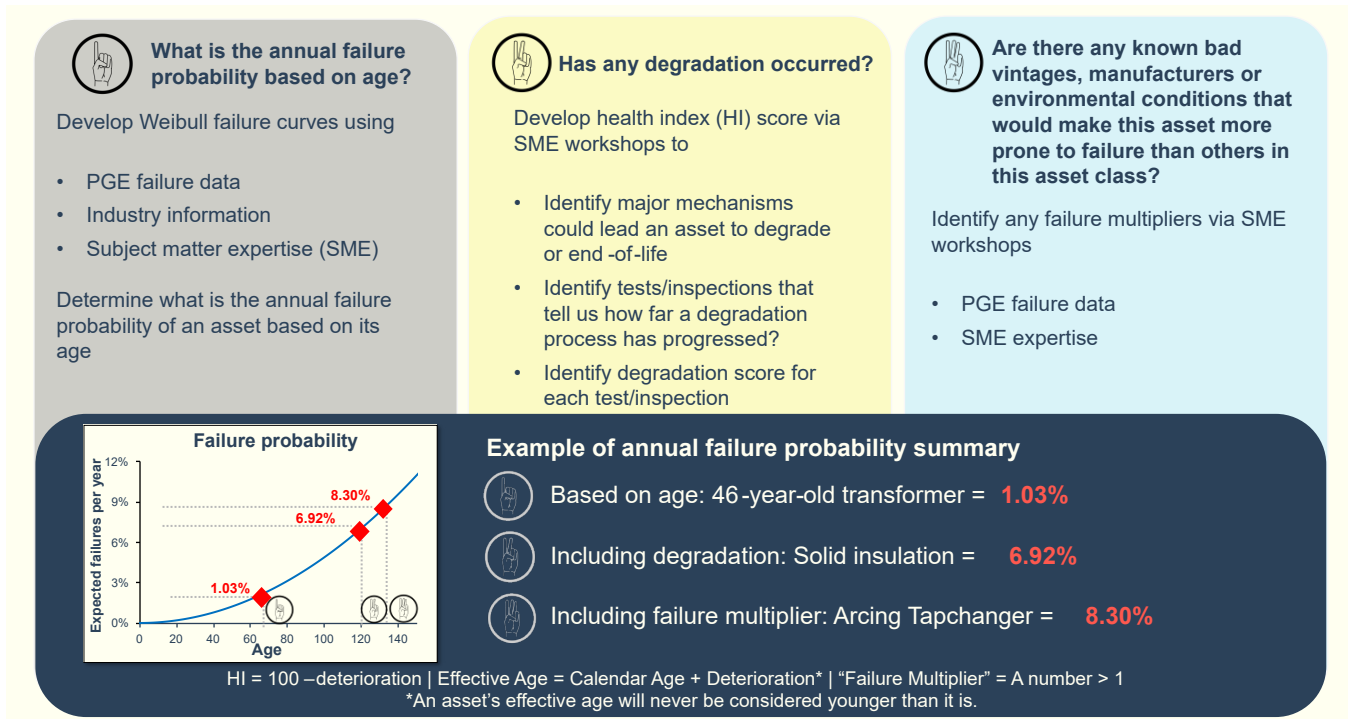 What is the annual failure
probability based on age?
Develop Weibull failure curves using
• PGE failure data
• Industry information
• Subject matter expertise (SME)
Determine what is the annual failure
probability of an asset based on its
age
Has any degradation occurred?
Develop health index (HI) score via
SME workshops to
• Identify major mechanisms
could lead an asset to degrade
or end -of-life
• Identify tests/inspections that
tell us how far a degradation
process has progressed?
• Identify degradation score for
each test/inspection
Are there any known bad
vintages, manufacturers or
environmental conditions that
would make this asset more
prone to failure than others in
this asset class?
Identify any failure multipliers via SME
workshops
• PGE failure data
• SME expertise
Failure probability
Expected failures per year
12%
9%
6%
3%
0%
8.30%
6.92%
1.03%
0 20 40 60 80 100 120 140
Age
Example of annual failure probability summary
Based on age: 46-year-old transformer = 1.03%
Including degradation: Solid insulation = 6.92%
Including failure multiplier: Arcing Tapchanger = 8.30%
HI = 100 –deterioration | Effective Age = Calendar Age + Deterioration* | “Failure Multiplier” = A number > 1
*An asset’s effective age will never be considered younger than it is.